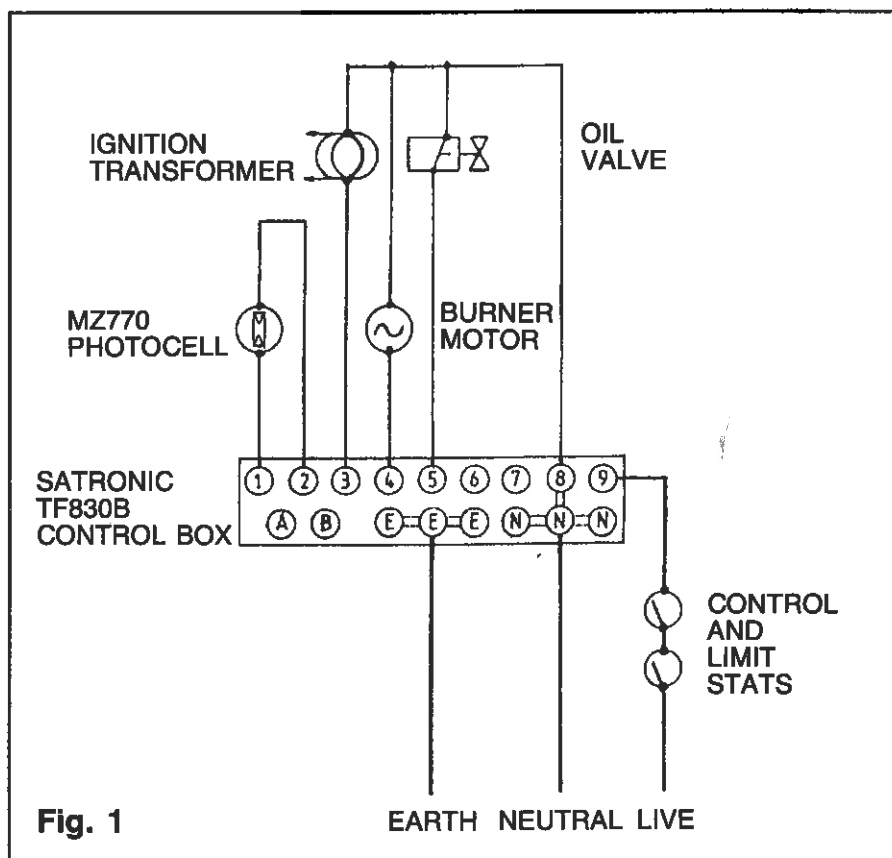 IGNITION
TRANSFORMER
OIL
VALVE
MZ770
PHOTOCELL
BURNER
MOTOR
SATRONIC
TF830B
CONTROL BOX
1 2 3 4 5 6 7 8 9
A B E E E N N N
CONTROL
AND
LIMIT
STATS
Fig. 1
EARTH NEUTRAL LIVE